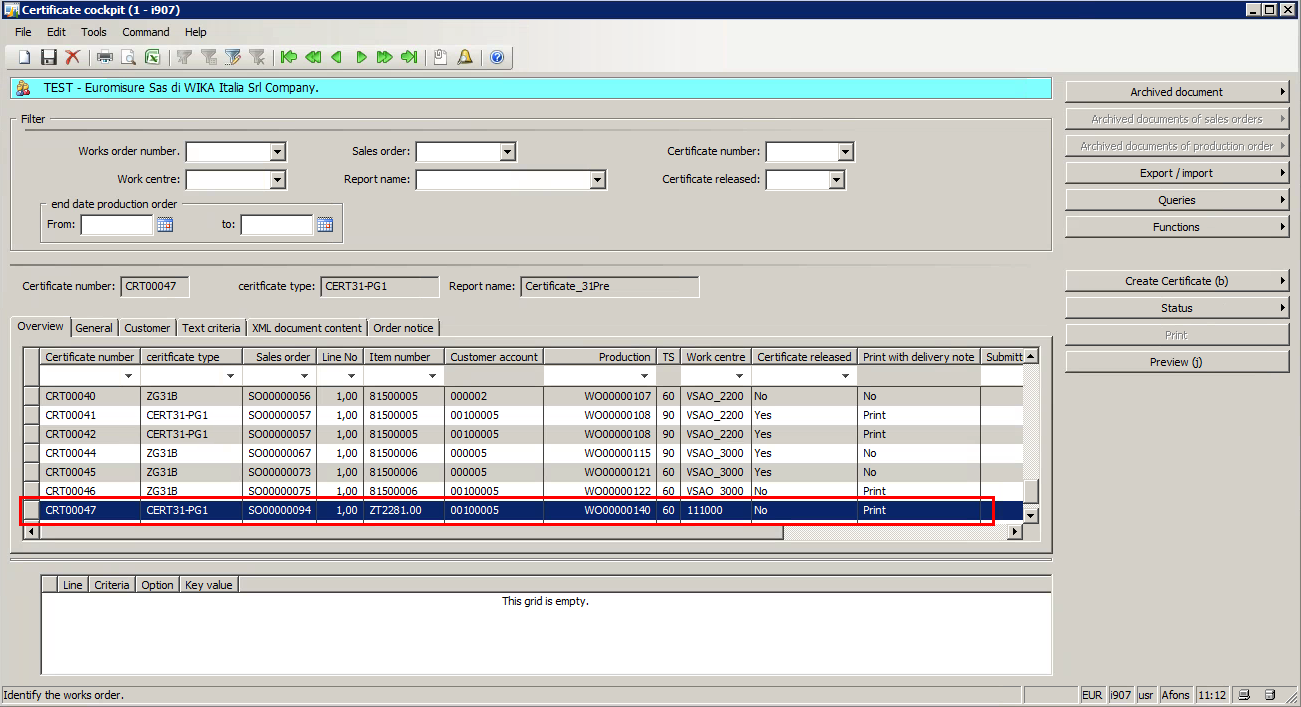 Certificate cockpit (1 - i907)
File Edit Tools Command Help
TEST - Euromisure Sas di WIKA Italia Srl Company.
Filter
Works order number. Sales order: Certificate number:
Work centre: Report name: Certificate released:
end date production order
From: to:
Archived document
Archived documents of sales orders
Archived documents of production order
Export / import
Queries
Functions
Create Certificate (b)
Status
Print
Preview (j)
Certificate number: CRT00047 ceritficate type: CERT31-PG1 Report name: Certificate_31Pre
Overview General Customer Text criteria XML document content Order notice
Certificate number ceritficate type Sales order Line No Item number Customer account Production TS Work centre Certificate released Print with delivery note Submitt
CRT00040 ZG31B SO00000056 1,00 81500005 000002 WO00000107 60 VSAO_2200 No No
CRT00041 CERT31-PG1 SO00000057 1,00 81500005 00100005 WO00000108 90 VSAO_2200 Yes Print
CRT00042 CERT31-PG1 SO00000057 1,00 81500005 00100005 WO00000108 90 VSAO_2200 Yes Print
CRT00044 ZG31B SO00000067 1,00 81500006 000005 WO00000115 90 VSAO_3000 Yes No
CRT00045 ZG31B SO00000073 1,00 81500006 000005 WO00000121 60 VSAO_3000 Yes No
CRT00046 ZG31B SO00000075 1,00 81500006 00100005 WO00000122 60 VSAO_3000 No Print
CRT00047 CERT31-PG1 SO00000094 1,00 ZT2281.00 00100005 WO00000140 60 111000 No Print
Line Criteria Option Key value
This grid is empty.
Identify the works order. EUR i907 usr Afons 11:12